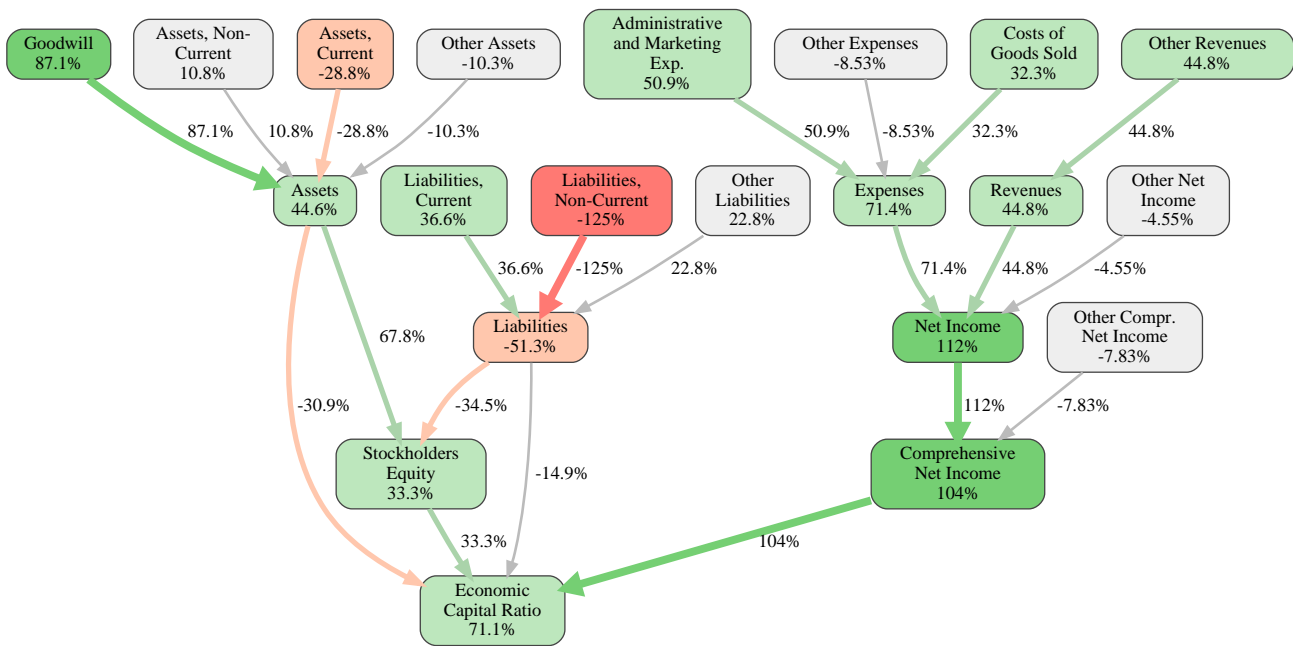 Goodwill
87.1%
Assets, Non-
Current
10.8%
Assets,
Current
-28.8%
Other Assets
-10.3%
Administrative
and Marketing
Exp.
50.9%
Other Expenses
-8.53%
Costs of
Goods Sold
32.3%
Other Revenues
44.8%
87.1%
10.8%
-28.8%
-10.3%
50.9%
-8.53%
32.3%
44.8%
Assets
44.6%
Liabilities,
Current
36.6%
Liabilities,
Non-Current
-125%
Other
Liabilities
22.8%
Expenses
71.4%
Revenues
44.8%
Other Net
Income
-4.55%
36.6%
-125%
22.8%
71.4%
44.8%
-4.55%
67.8%
Liabilities
-51.3%
Net Income
112%
Other Compr.
Net Income
-7.83%
-30.9%
-34.5%
112%
-7.83%
Stockholders
Equity
33.3%
-14.9%
Comprehensive
Net Income
104%
33.3%
104%
Economic
Capital Ratio
71.1%